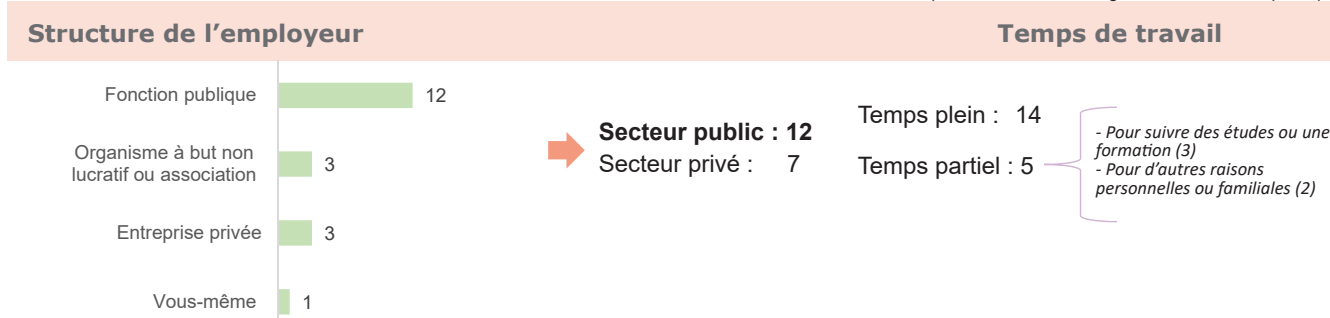 Structure de l’employeur
Temps de travail
Fonction publique
12
Organisme à but non
lucratif ou association
3
Entreprise privée
3
Vous-même
1
Secteur public : 12
Secteur privé : 7
Temps plein : 14
Temps partiel : 5
- Pour suivre des études ou une
formation (3)
- Pour d'autres raisons
personnelles ou familiales (2)